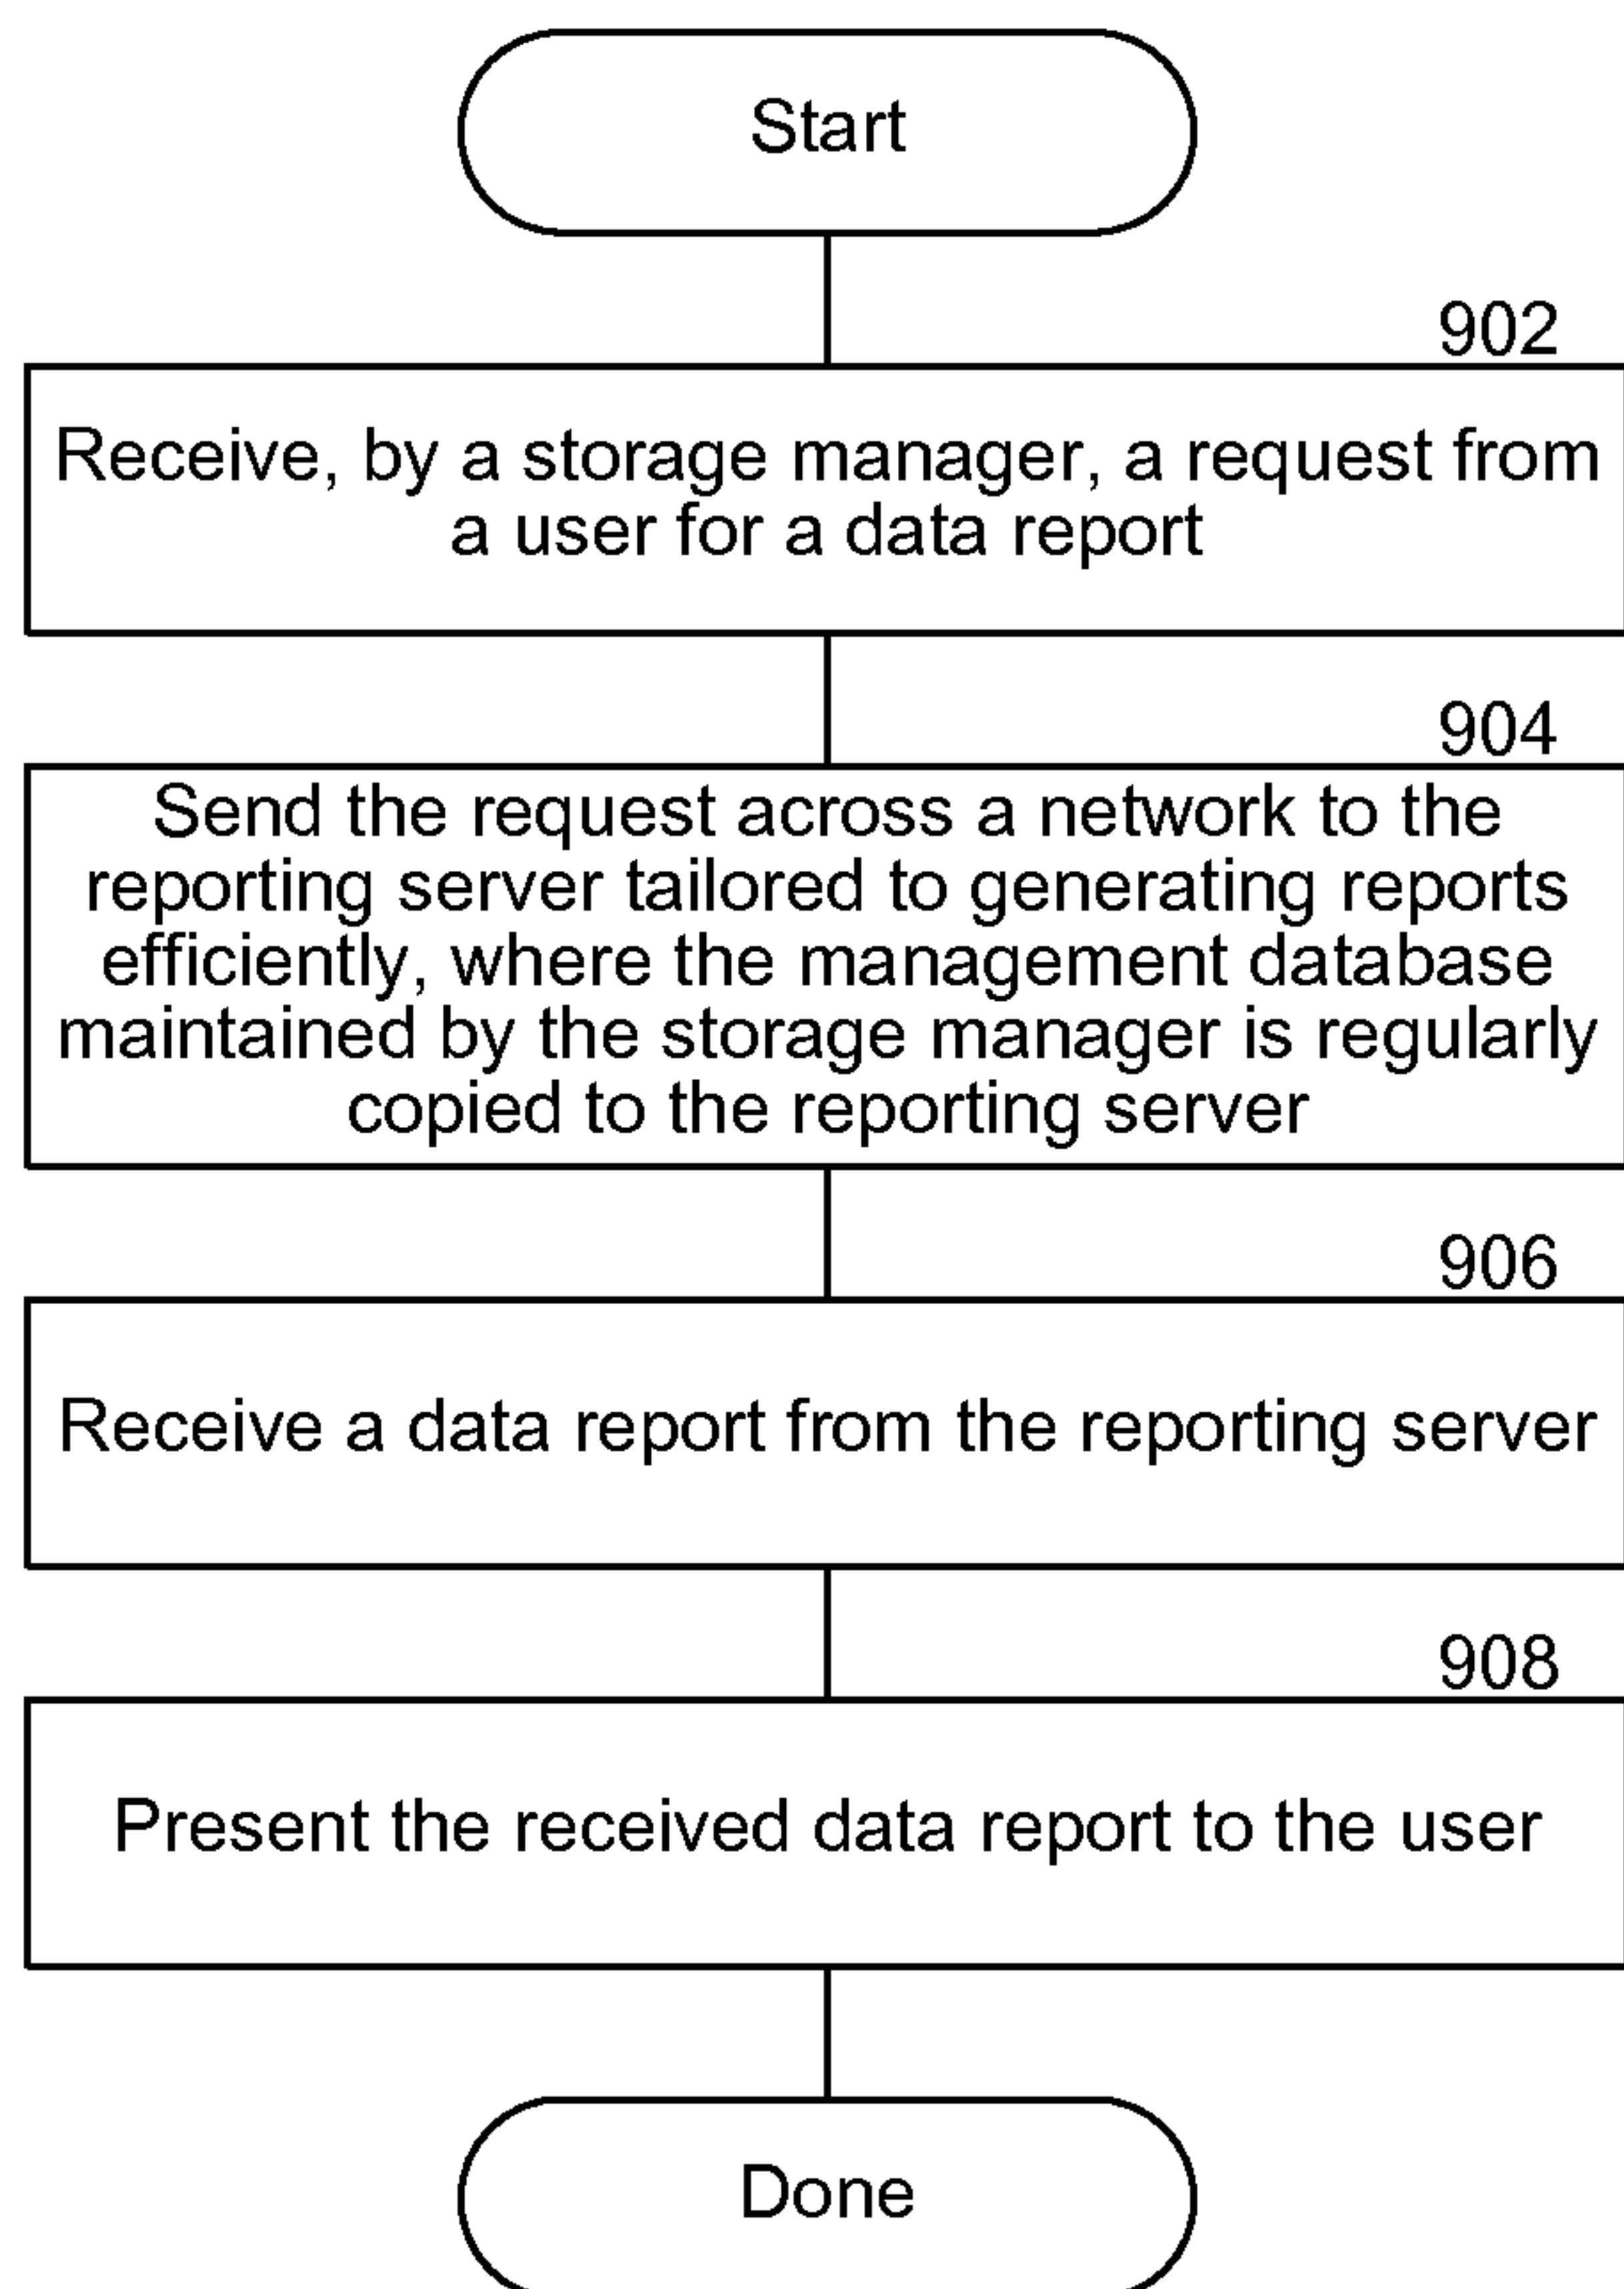 Start
902
Receive, by a storage manager, a request from
a user for a data report
904
Send the request across a network to the
reporting server tailored to generating reports
efficiently, where the management database
maintained by the storage manager is regularly
copied to the reporting server
906
Receive a data report from the reporting server
908
Present the received data report to the user
Done